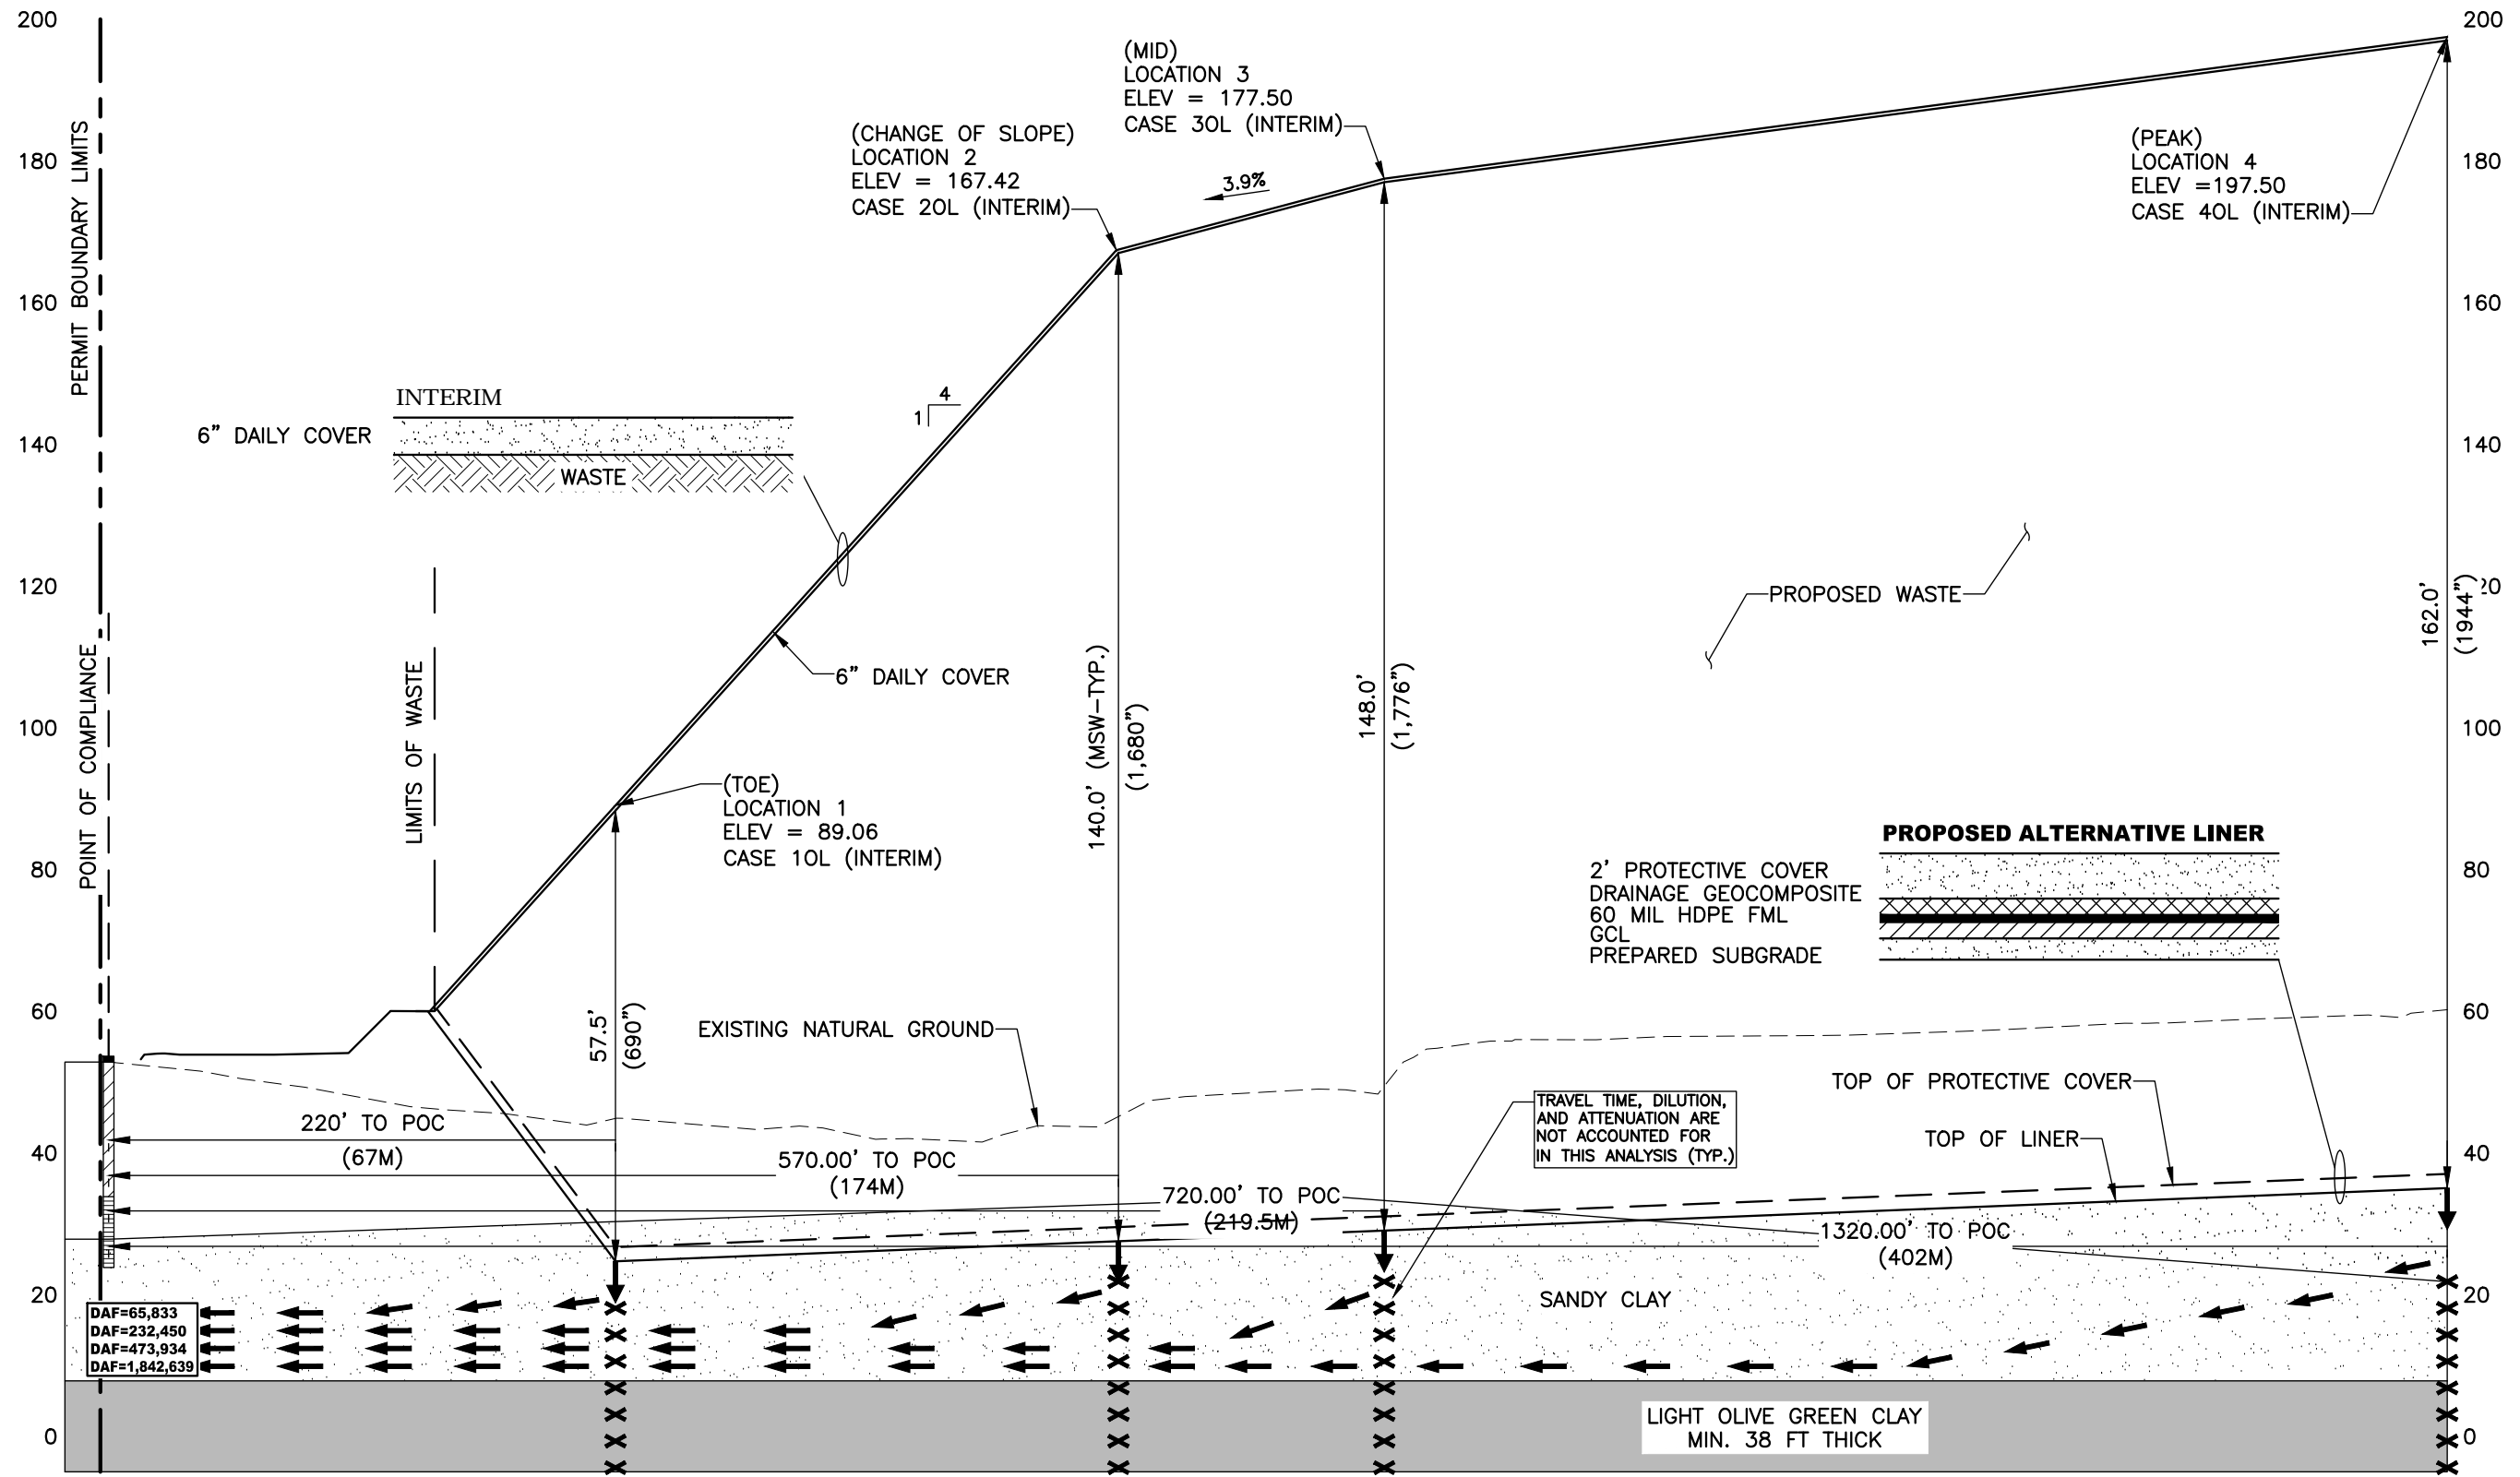 200
180
160
140
120
100
80
60
40
20
0
PERMIT BOUNDARY LIMITS
POINT OF COMPLIANCE
LIMITS OF WASTE
INTERIM
6" DAILY COVER
WASTE
(CHANGE OF SLOPE)
LOCATION 2
ELEV = 167.42
CASE 2OL (INTERIM)
(MID)
LOCATION 3
ELEV = 177.50
CASE 3OL (INTERIM)
3.9%
(PEAK)
LOCATION 4
ELEV =197.50
CASE 4OL (INTERIM)
4
1
6" DAILY COVER
PROPOSED WASTE
(TOE)
LOCATION 1
ELEV = 89.06
CASE 1OL (INTERIM)
57.5'
(690")
140.0' (MSW-TYP.)
(1,680")
148.0'
(1,776")
162.0'
(1944")
PROPOSED ALTERNATIVE LINER
2' PROTECTIVE COVER
DRAINAGE GEOCOMPOSITE
60 MIL HDPE FML
GCL
PREPARED SUBGRADE
EXISTING NATURAL GROUND
TRAVEL TIME, DILUTION,
AND ATTENUATION ARE
NOT ACCOUNTED FOR
IN THIS ANALYSIS (TYP.)
TOP OF PROTECTIVE COVER
TOP OF LINER
220' TO POC
(67M)
570.00' TO POC
(174M)
720.00' TO POC
(219.5M)
1320.00' TO POC
(402M)
SANDY CLAY
DAF=65,833
DAF=232,450
DAF=473,934
DAF=1,842,639
LIGHT OLIVE GREEN CLAY
MIN. 38 FT THICK
200
180
160
140
20
100
80
60
40
20
0